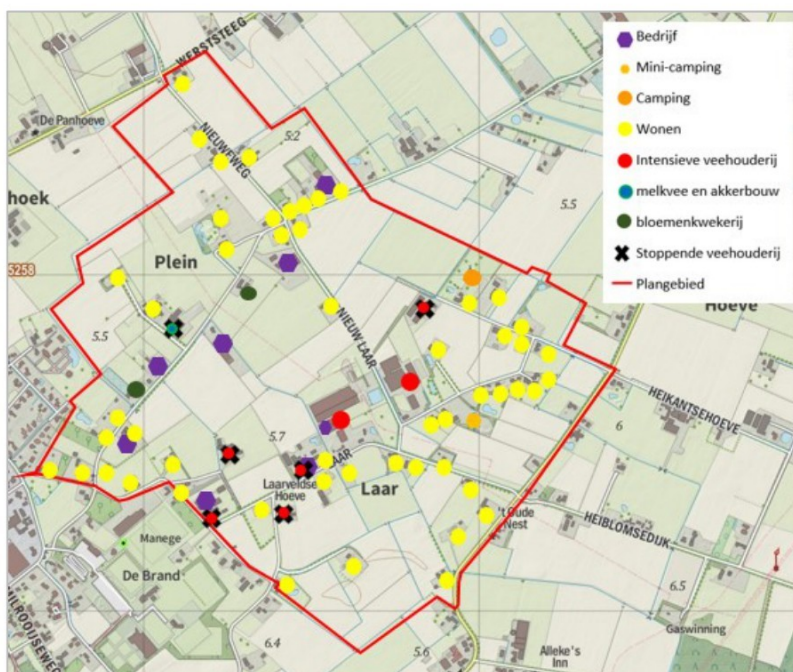 WERSTSTEEG
De Panhoeve
NIEUWEWEG
5:2
hoek
5.5
5258
Plein
Hoeve
5.5
NIEUW LAAR
HEIKANTSEHOEVE
6
5.7
LAAR
Laarveldse
Hoeve
Laar
't Oude
Nest
HEIBLOMSEDIJK
Manege
De Brand
6.5
Gaswinning
6.4
5.6
Alleke's
Inn
Bedrijf
Mini-camping
Camping
Wonen
Intensieve veehouderij
melkvee en akkerbouw
bloemenkwekerij
Stoppende veehouderij
Plangebied